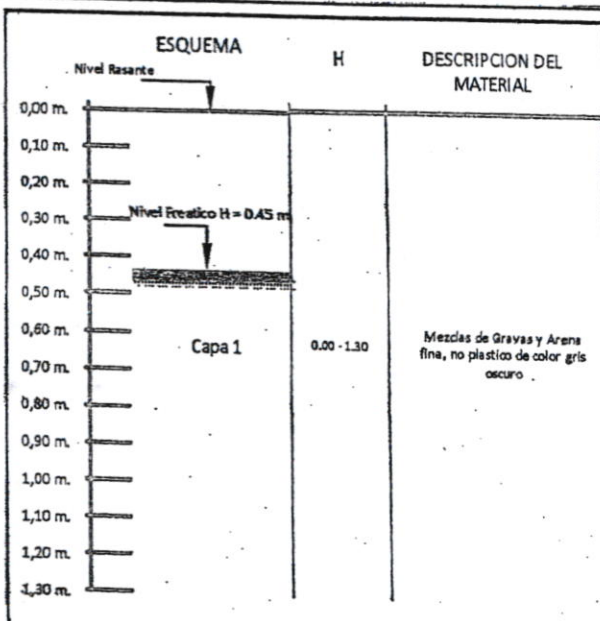 ESQUEMA
H
DESCRIPCION DEL
MATERIAL
Nivel Rasante
0,00 m.
0,10 m.
0,20 m.
0,30 m.
Nivel Freatico H = 0.45 m
0,40 m.
0,50 m.
0,60 m.
Capa 1
0.00 - 1.30
Mezclas de Gravas y Arena
fina, no plastico de color gris
oscuro
0,70 m.
0,80 m.
0,90 m.
1,00 m.
1,10 m.
1,20 m.
1,30 m.